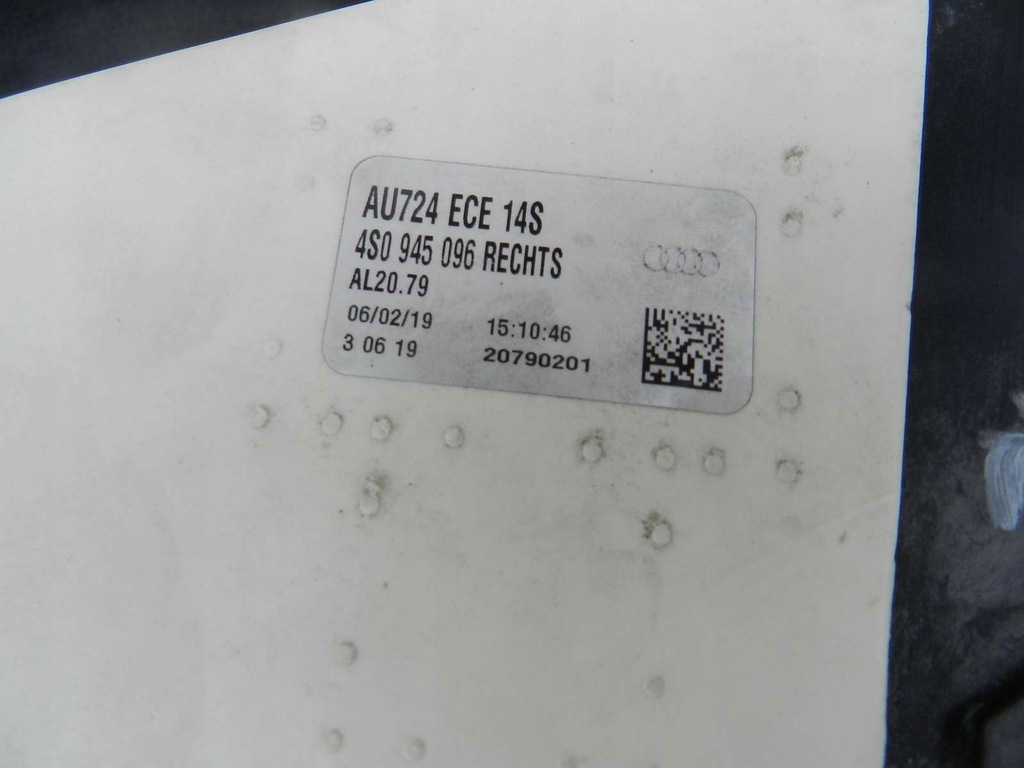 AU724 ECE 14S
4S0 945 096 RECHTS
AL20.79
06/02/19 15:10:46
3 06 19 20790201